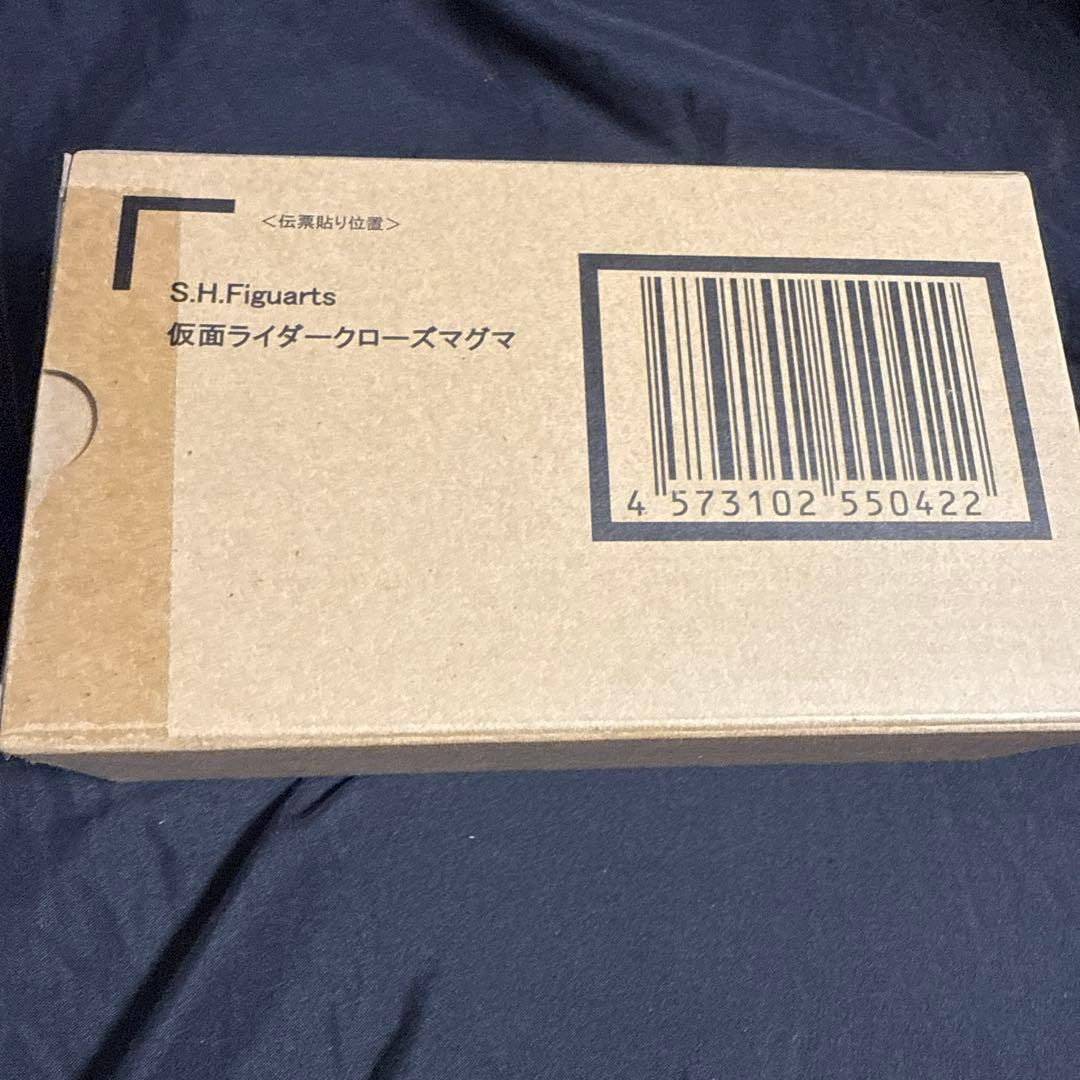 ＜伝票貼り位置＞
S.H.Figuarts
仮面ライダークローズマグマ
4 573102 550422